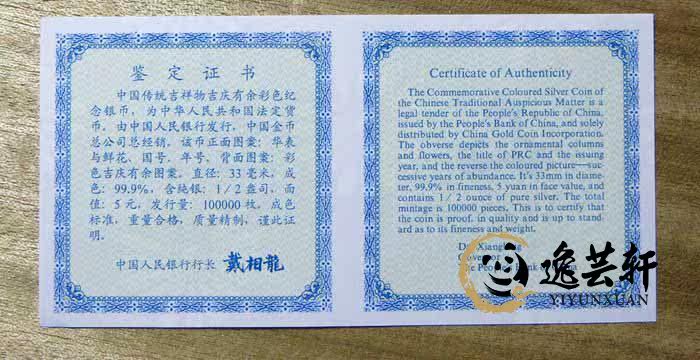 鉴定证书
中国传统吉祥物吉庆有余彩色纪
念银币，为中华人民共和国法定货
币。由中国人民银行发行，中国金币
总公司总经销，该币正面图案：华表
与鲜花、国号、年号，背面图案：彩
色吉庆有余图案。直径：33毫米，成
色：99.9%，含纯银：1/2盎司，面
值：5元，发行量：100000枚。成色
标准，重量合格，质量精制，谨此证
明。
中国人民银行行长 戴相龍
Certificate of Authenticity
The Commemorative Coloured Silver Coin of
the Chinese Traditional Auspicious Matter is a
legal tender of the People's Republic of China,
issued by the People's Bank of China, and solely
distributed by China Gold Coin Incorporation.
The obverse depicts the ornamental columns
and flowers, the title of PRC and the issuing
year, and the reverse the coloured picture—suc-
cessive years of abundance. It's 33mm in diame-
ter, 99.9% in fineness, 5 yuan in face value, and
contains 1/2 ounce of pure silver. The total
mintage is 100000 pieces. This is to certify that
the coin is proof, in quality and is up to stand-
ard as to its fineness and weight.
Governor
People's Bank of
逸芸轩
YIYUNXUAN